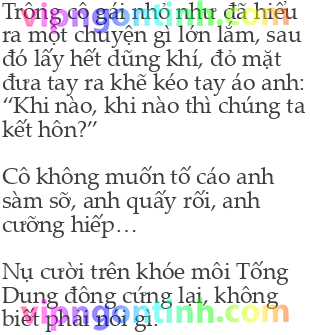 Trông cô gái nhỏ như đã hiểu
ra một chuyện gì lớn lắm, sau
đó lấy hết dũng khí, đỏ mặt
đưa tay ra khẽ kéo tay áo anh:
“Khi nào, khi nào thì chúng ta
kết hôn?”
Cô không muốn tố cáo anh
sàm sỡ, anh quấy rối, anh
cưỡng hiếp…
Nụ cười trên khóe môi Tống
Dung đông cứng lại, không
biết phải nói gì.
vipngontinh.com
vipngontinh.com